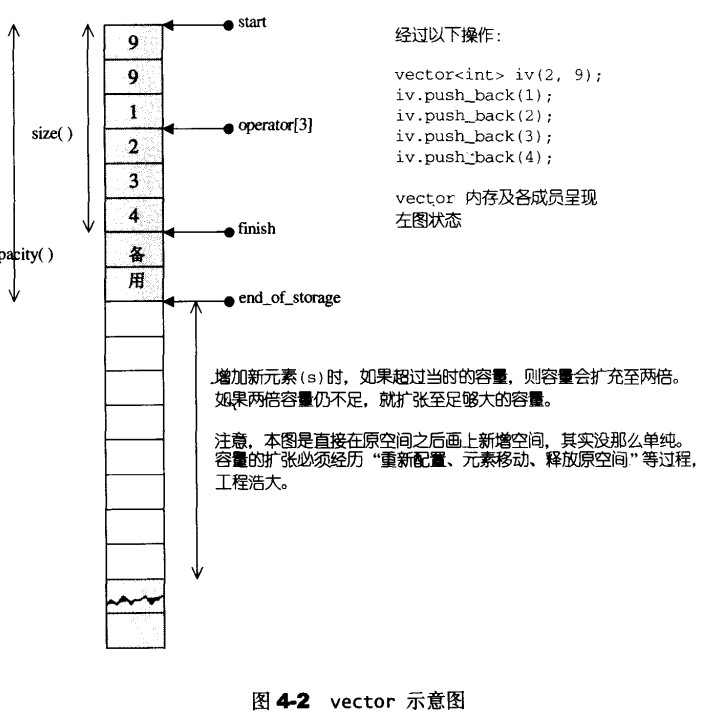 start
9
9
1
operator[3]
size( )
2
3
4
finish
pacity( )
备
用
end_of_storage
经过以下操作:
vector<int> iv(2, 9);
iv.push_back(1);
iv.push_back(2);
iv.push_back(3);
iv.push_back(4);
vector 内存及各成员呈现
左图状态
增加新元素(s)时, 如果超过当时的容量, 则容量会扩充至两倍。
如果两倍容量仍不足, 就扩张至足够大的容量。
注意, 本图是直接在原空间之后画上新增空间, 其实没那么单纯。
容量的扩张必须经历 “重新配置、元素移动、释放原空间” 等过程,
工程浩大。
图 4-2 vector 示意图